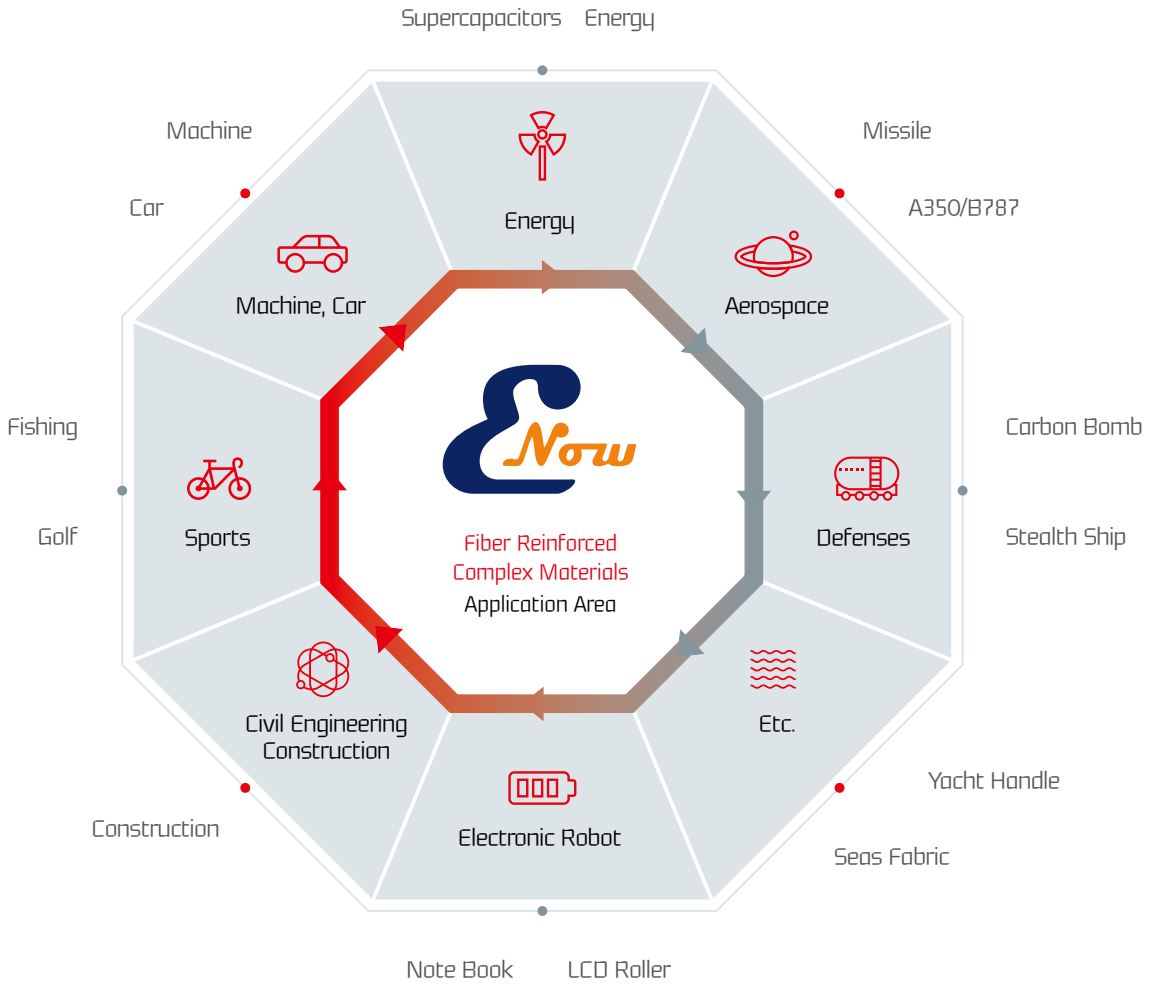 Supercapacitors Energy
Machine
Missile
Car
A350/B787
Energy
Machine, Car
Aerospace
Fishing
Carbon Bomb
E Now
Sports
Defenses
Golf
Stealth Ship
Fiber Reinforced
Complex Materials
Application Area
Civil Engineering
Construction
Etc.
Yacht Handle
Construction
Electronic Robot
Seas Fabric
Note Book LCD Roller